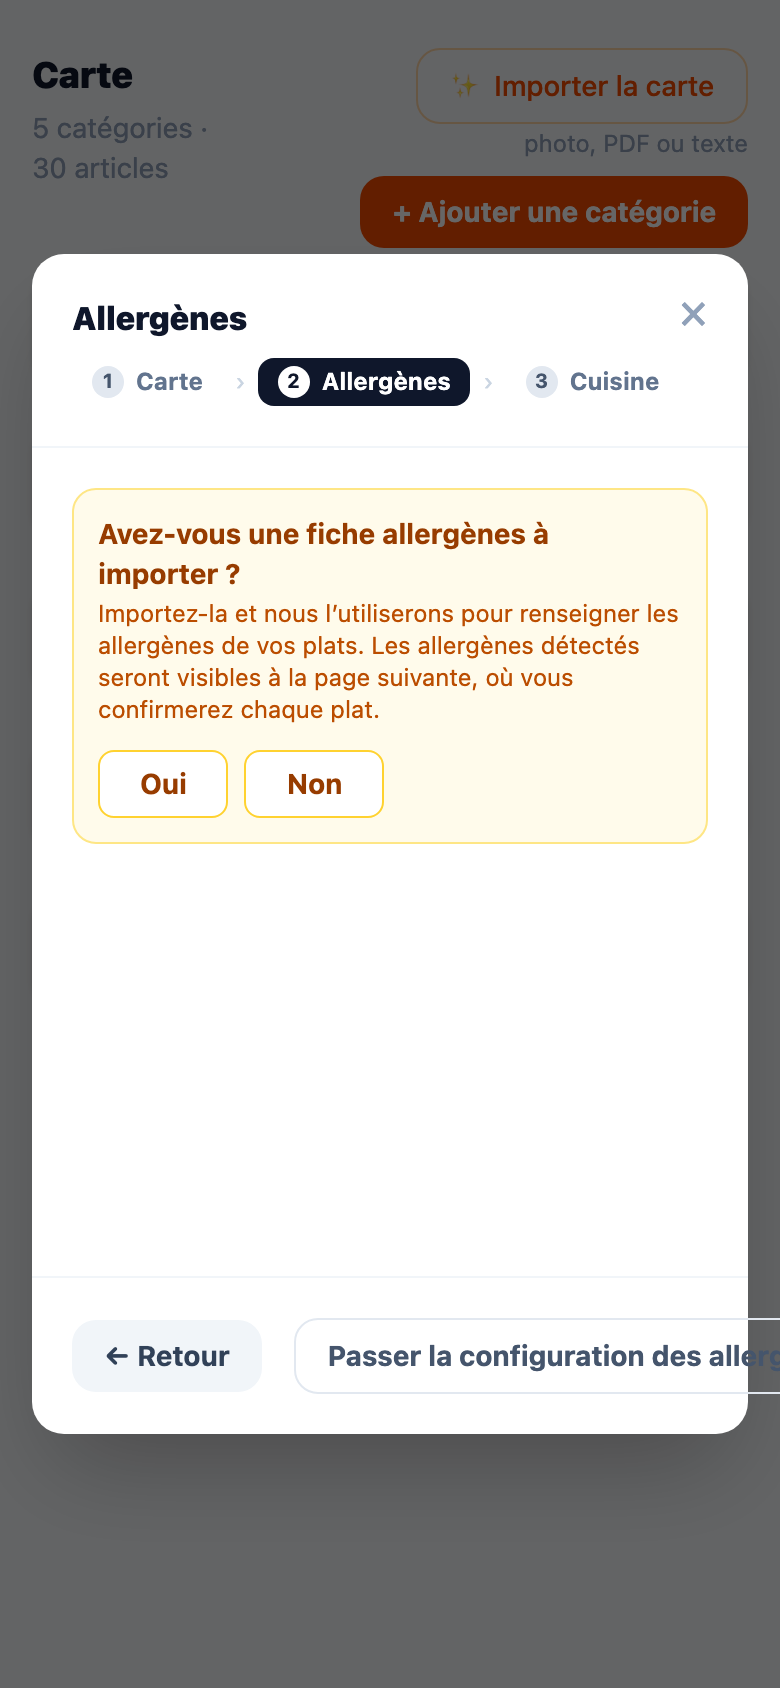 Carte
5 catégories ·
30 articles
✨ Importer la carte
photo, PDF ou texte
+ Ajouter une catégorie
Allergènes
×
1 Carte › 2 Allergènes › 3 Cuisine
Avez-vous une fiche allergènes à
importer ?
Importez-la et nous l’utiliserons pour renseigner les
allergènes de vos plats. Les allergènes détectés
seront visibles à la page suivante, où vous
confirmerez chaque plat.
Oui
Non
← Retour
Passer la configuration des allerg